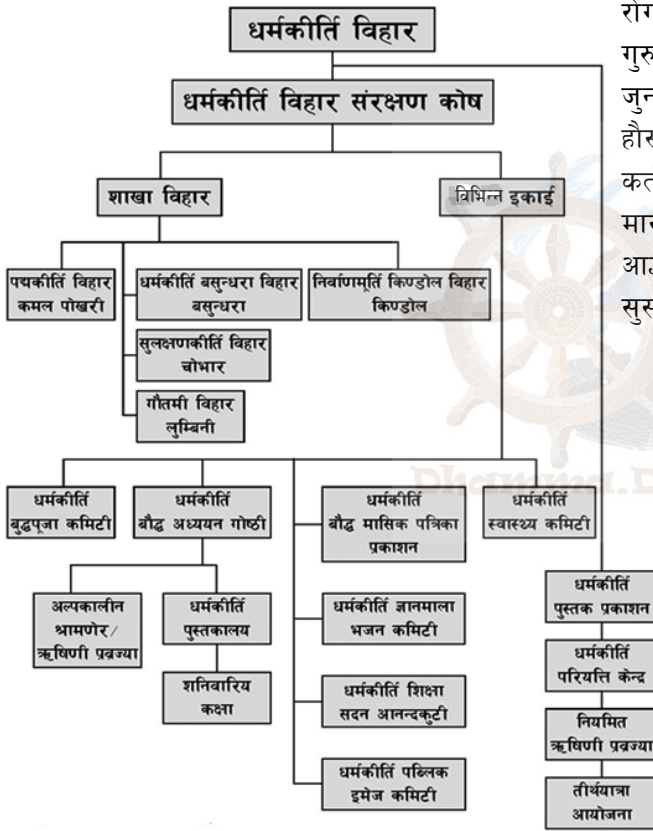 धर्मकीर्ति विहार
धर्मकीर्ति विहार संरक्षण कोष
शाखा विहार
विभिन्न इकाई
पद्मकीर्ति विहार
कमल पोखरी
धर्मकीर्ति बसुन्धरा विहार
बसुन्धरा
निर्वाणमूर्ति किण्डोल विहार
किण्डोल
सुलक्षणकीर्ति विहार
चोभार
गौतमी विहार
लुम्बिनी
धर्मकीर्ति
बुद्धपूजा कमिटी
धर्मकीर्ति
बौद्ध अध्ययन गोष्ठी
धर्मकीर्ति
बौद्ध मासिक पत्रिका
प्रकाशन
धर्मकीर्ति
स्वास्थ्य कमिटी
अल्पकालीन
श्रामणेर/
ऋषिणी प्रव्रज्या
धर्मकीर्ति
पुस्तकालय
शनिवारिय
कक्षा
धर्मकीर्ति ज्ञानमाला
भजन कमिटी
धर्मकीर्ति शिक्षा
सदन आनन्दकुटी
धर्मकीर्ति पब्लिक
इमेज कमिटी
धर्मकीर्ति
पुस्तक प्रकाशन
धर्मकीर्ति
परियत्ति केन्द्र
नियमित
ऋषिणी प्रव्रज्या
तीर्थयात्रा
आयोजना
Dhamma.D